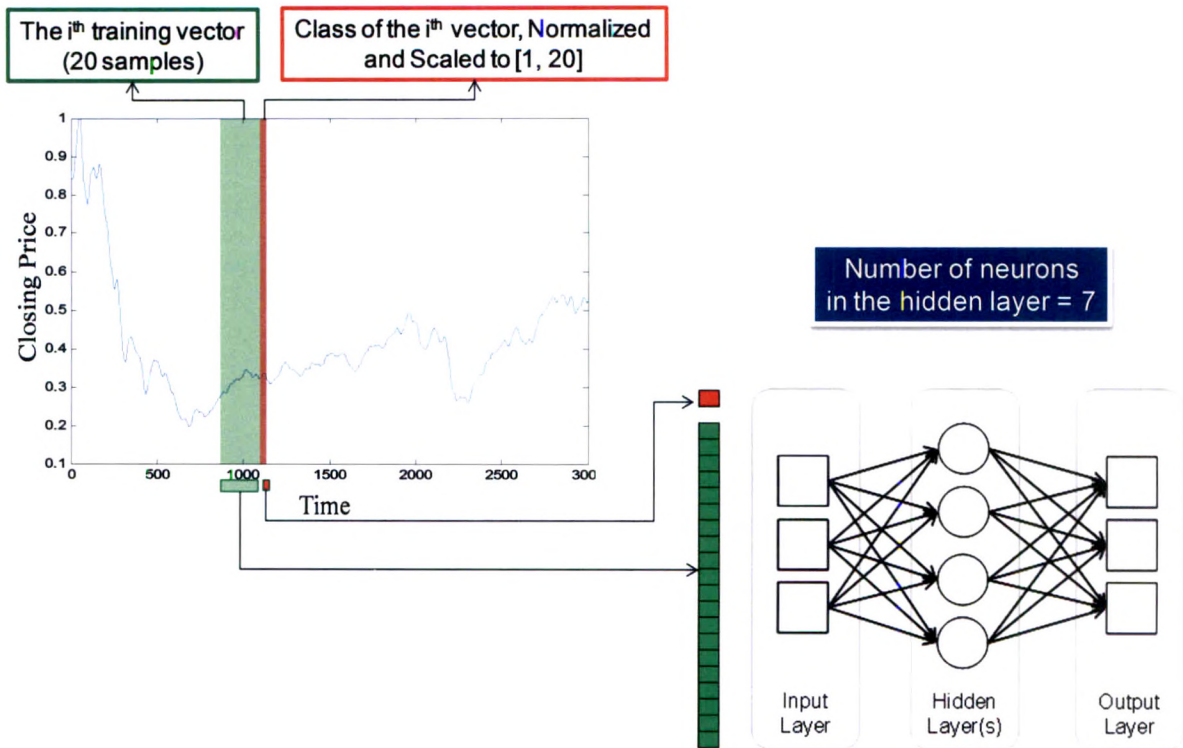 The iᵗʰ training vector
(20 samples)
Class of the iᵗʰ vector, Normalized
and Scaled to [1, 20]
1
0.9
0.8
0.7
0.6
0.5
0.4
0.3
0.2
0.1
Closing Price
0 500 1000 1500 2000 2500 300
Time
Number of neurons
in the hidden layer = 7
Input
Layer
Hidden
Layer(s)
Output
Layer